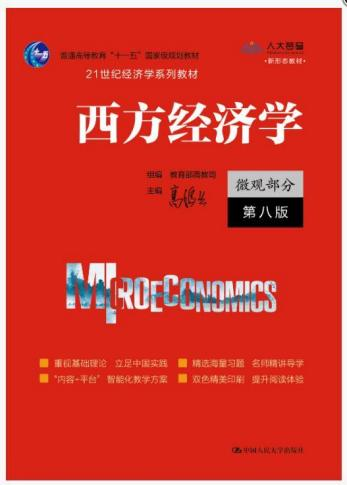 普通高等教育“十一五”国家级规划教材
人大芸窗
·新形态教材·
21世纪经济学系列教材
西方经济学
组编 教育部高教司
主编 高鸿业
微观部分
第八版
MICROECONOMICS
重视基础理论 立足中国实践
精选海量习题 名师精讲导学
“内容+平台” 智能化教学方案
双色精美印刷 提升阅读体验
中国人民大学出版社